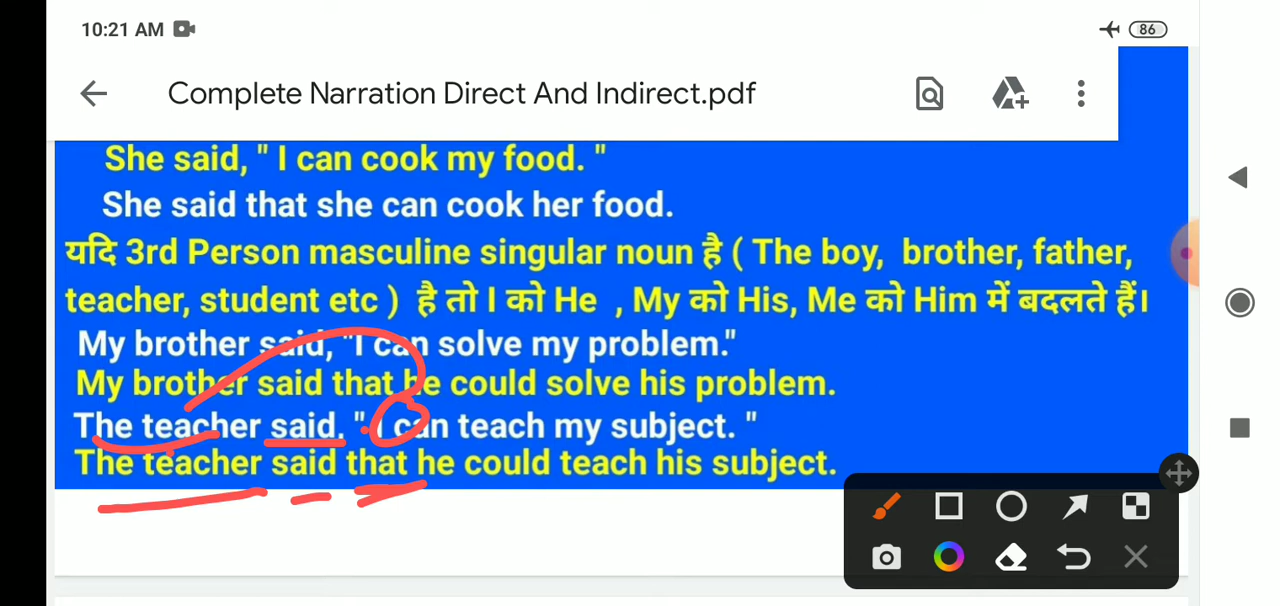 10:21 AM
86
Complete Narration Direct And Indirect.pdf
She said, " I can cook my food. "
She said that she can cook her food.
यदि 3rd Person masculine singular noun है ( The boy, brother, father,
teacher, student etc ) है तो I को He , My को His, Me को Him में बदलते हैं।
My brother said, "I can solve my problem."
My brother said that he could solve his problem.
The teacher said, " I can teach my subject. "
The teacher said that he could teach his subject.